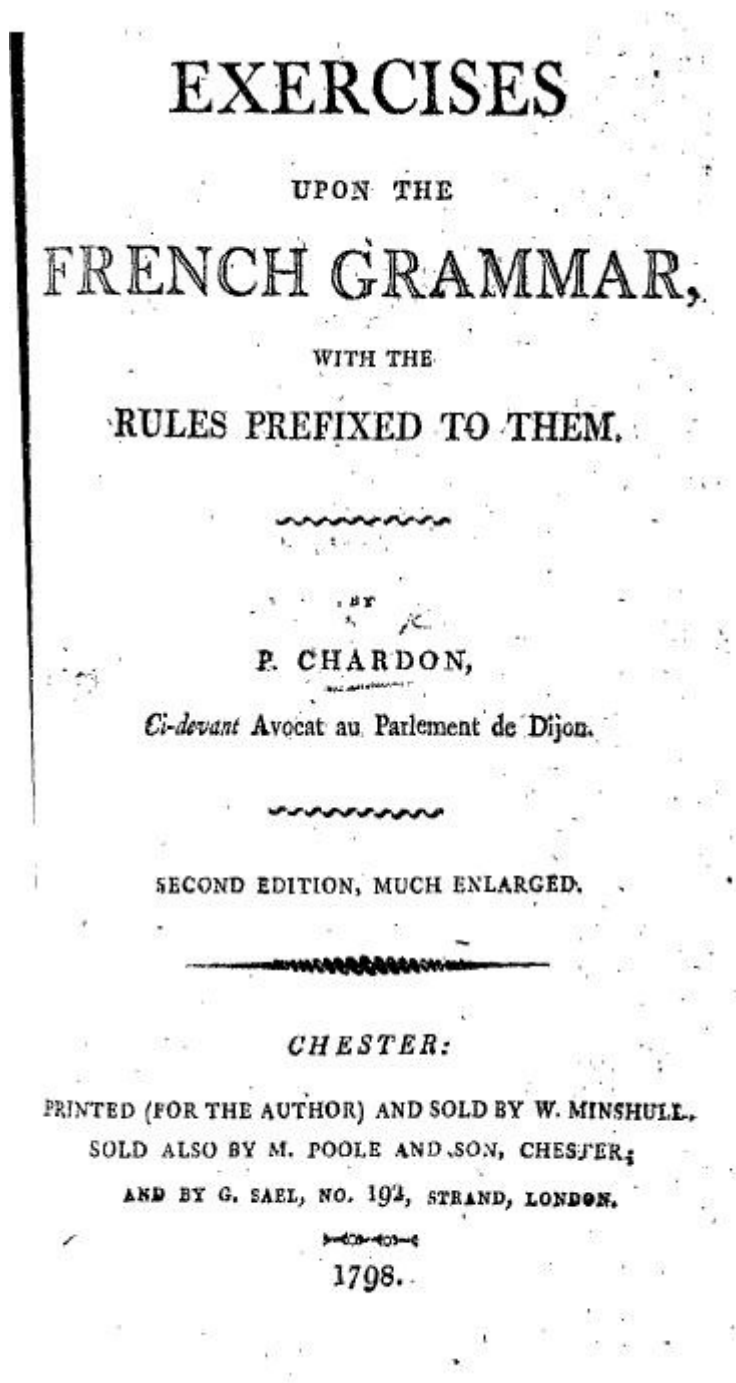 EXERCISES
UPON THE
FRENCH GRAMMAR,
WITH THE
RULES PREFIXED TO THEM.
BY
P. CHARDON,
Ci-devant Avocat au Parlement de Dijon.
SECOND EDITION, MUCH ENLARGED.
CHESTER:
PRINTED (FOR THE AUTHOR) AND SOLD BY W. MINSHULL,
SOLD ALSO BY M. POOLE AND SON, CHESTER;
AND BY G. SAEL, NO. 192, STRAND, LONDON.
1798.